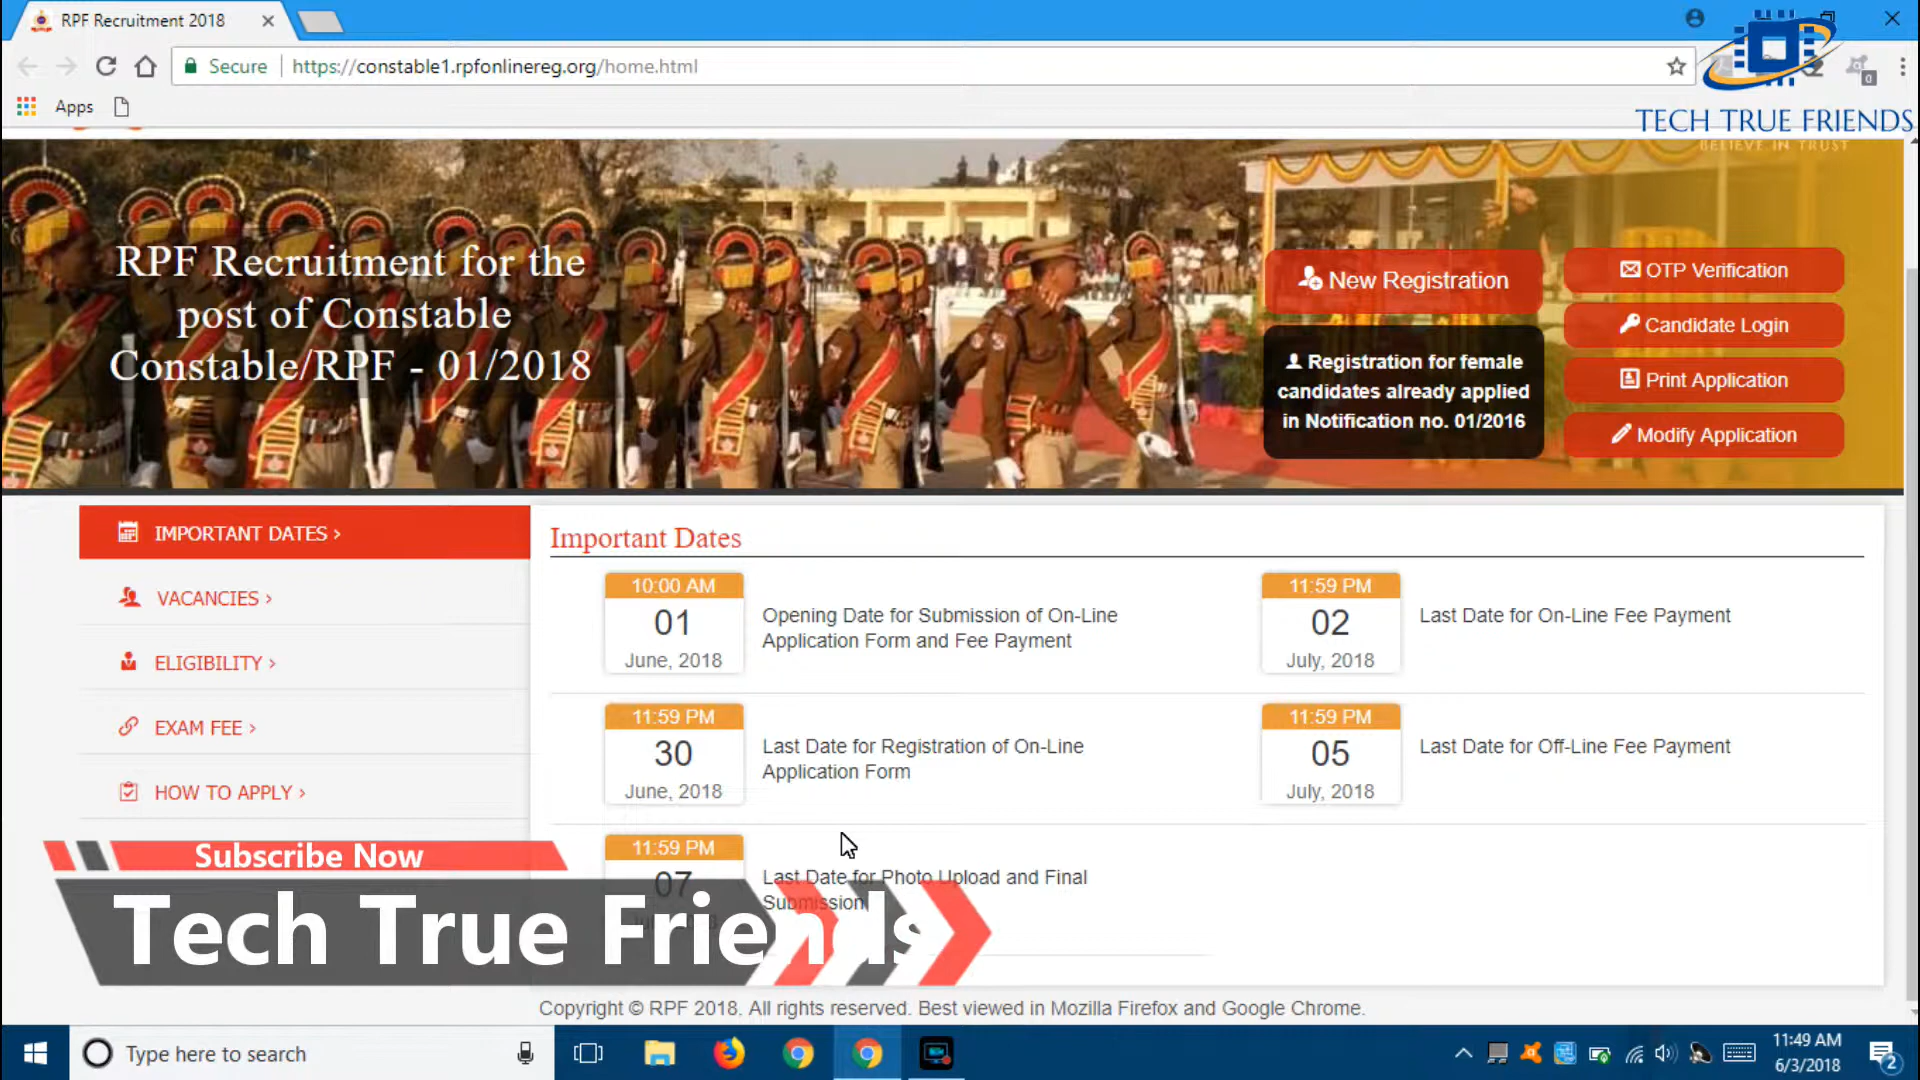 RPF Recruitment 2018
Secure https://constable1.rpfonlinereg.org/home.html
Apps
0
TECH TRUE FRIENDS
BELIEVE IN TRUST
RPF Recruitment for the
post of Constable
Constable/RPF - 01/2018
New Registration
Registration for female
candidates already applied
in Notification no. 01/2016
OTP Verification
Candidate Login
Print Application
Modify Application
IMPORTANT DATES >
VACANCIES >
ELIGIBILITY >
EXAM FEE >
HOW TO APPLY >
Important Dates
10:00 AM
01
June, 2018
Opening Date for Submission of On-Line
Application Form and Fee Payment
11:59 PM
02
July, 2018
Last Date for On-Line Fee Payment
11:59 PM
30
June, 2018
Last Date for Registration of On-Line
Application Form
11:59 PM
05
July, 2018
Last Date for Off-Line Fee Payment
11:59 PM
07
Last Date for Photo Upload and Final
Submission
Subscribe Now
Tech True Friends
Copyright © RPF 2018. All rights reserved. Best viewed in Mozilla Firefox and Google Chrome.
Type here to search
11:49 AM
6/3/2018
2